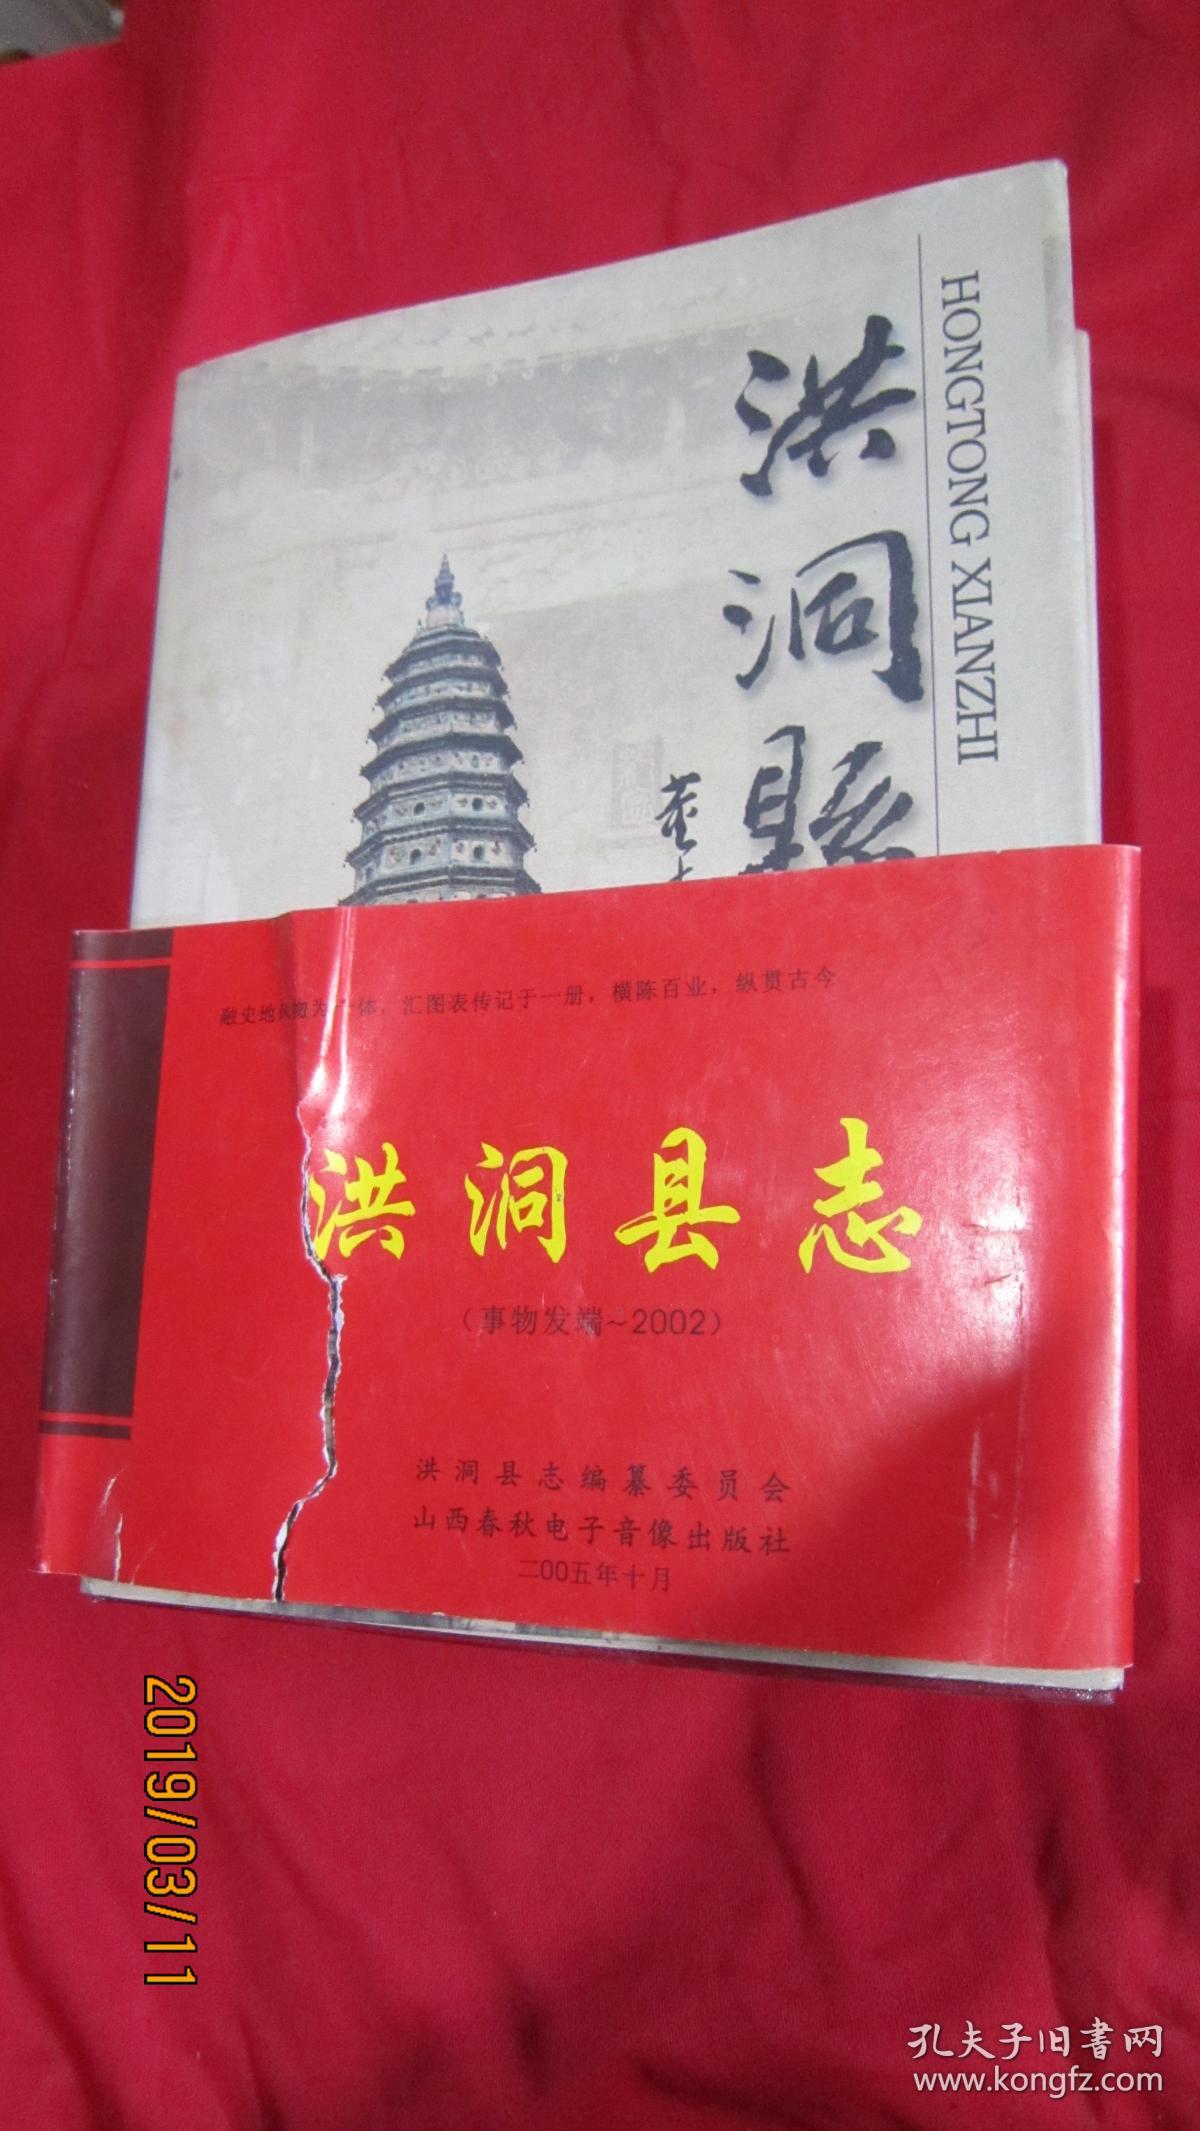 HONGTONG XIANZHI
洪洞縣
董
融史地风物为一体，汇图表传记于一册，横陈百业，纵贯古今
洪洞县志
（事物发端~2002）
洪洞县志编纂委员会
山西春秋电子音像出版社
二00五年十月
2019/03/11
孔夫子旧書网
www.kongfz.com